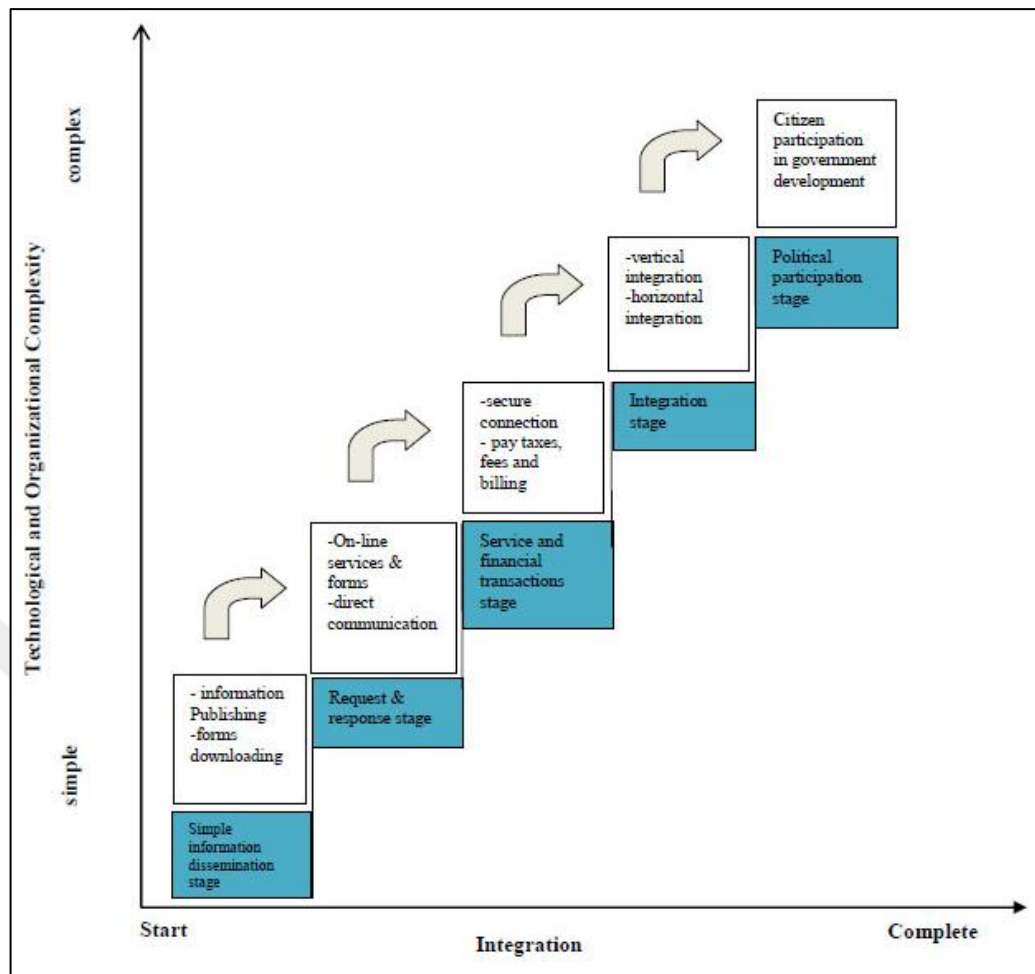 complex
Technological and Organizational Complexity
simple
Citizen
participation
in government
development
Political
participation
stage
-vertical
integration
-horizontal
integration
Integration
stage
-secure
connection
- pay taxes,
fees and
billing
Service and
financial
transactions
stage
-On-line
services &
forms
-direct
communication
Request &
response stage
- information
Publishing
-forms
downloading
Simple
information
dissemination
stage
Start
Integration
Complete